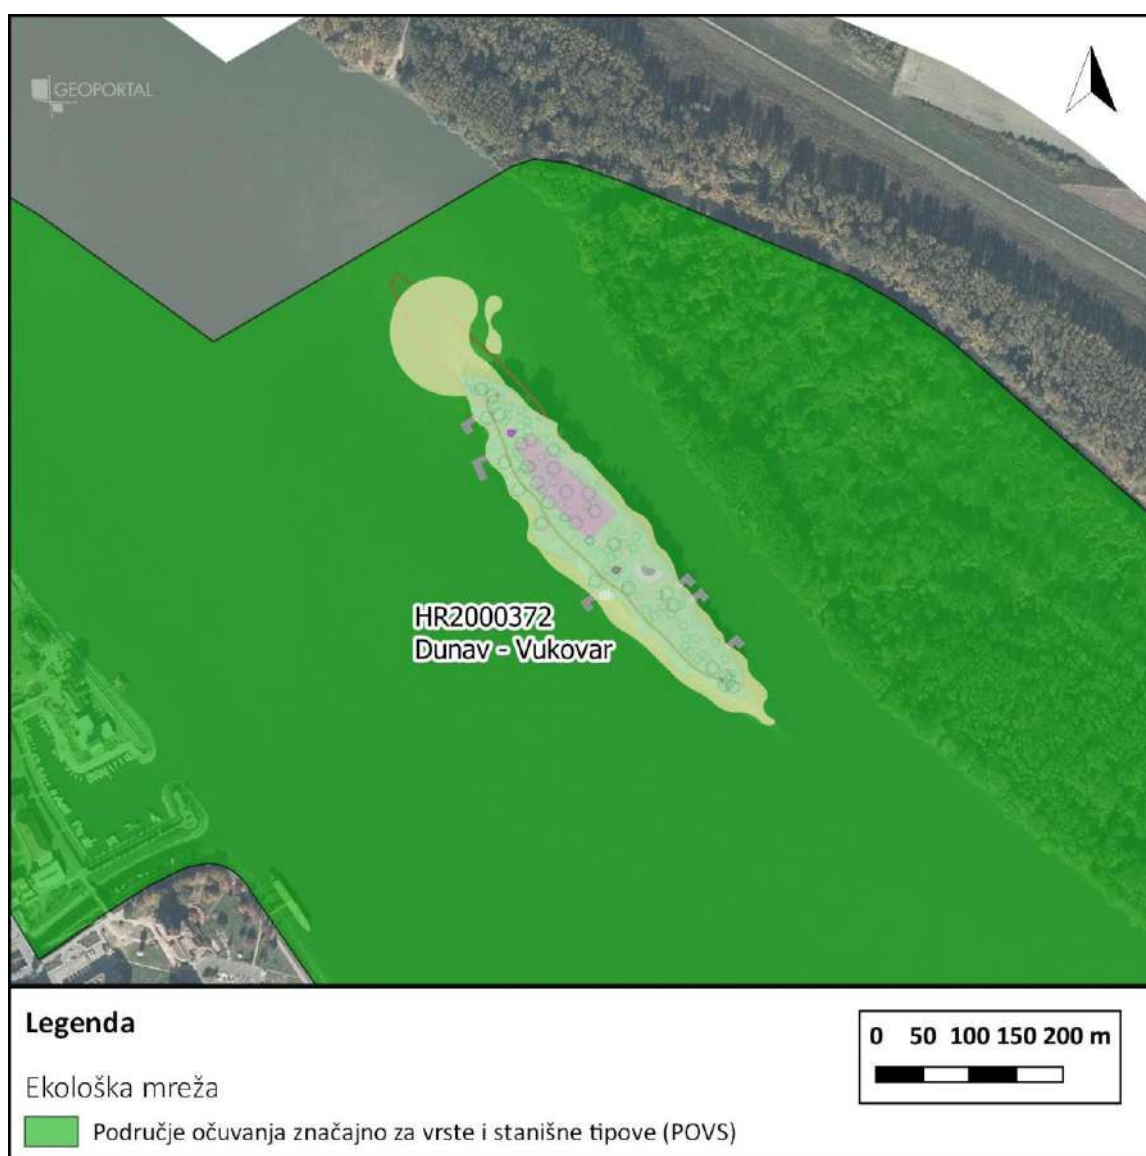 GEOPORTAL
HR2000372
Dunav - Vukovar
Legenda
0 50 100 150 200 m
Ekološka mreža
Područje očuvanja značajno za vrste i stanišne tipove (POVS)